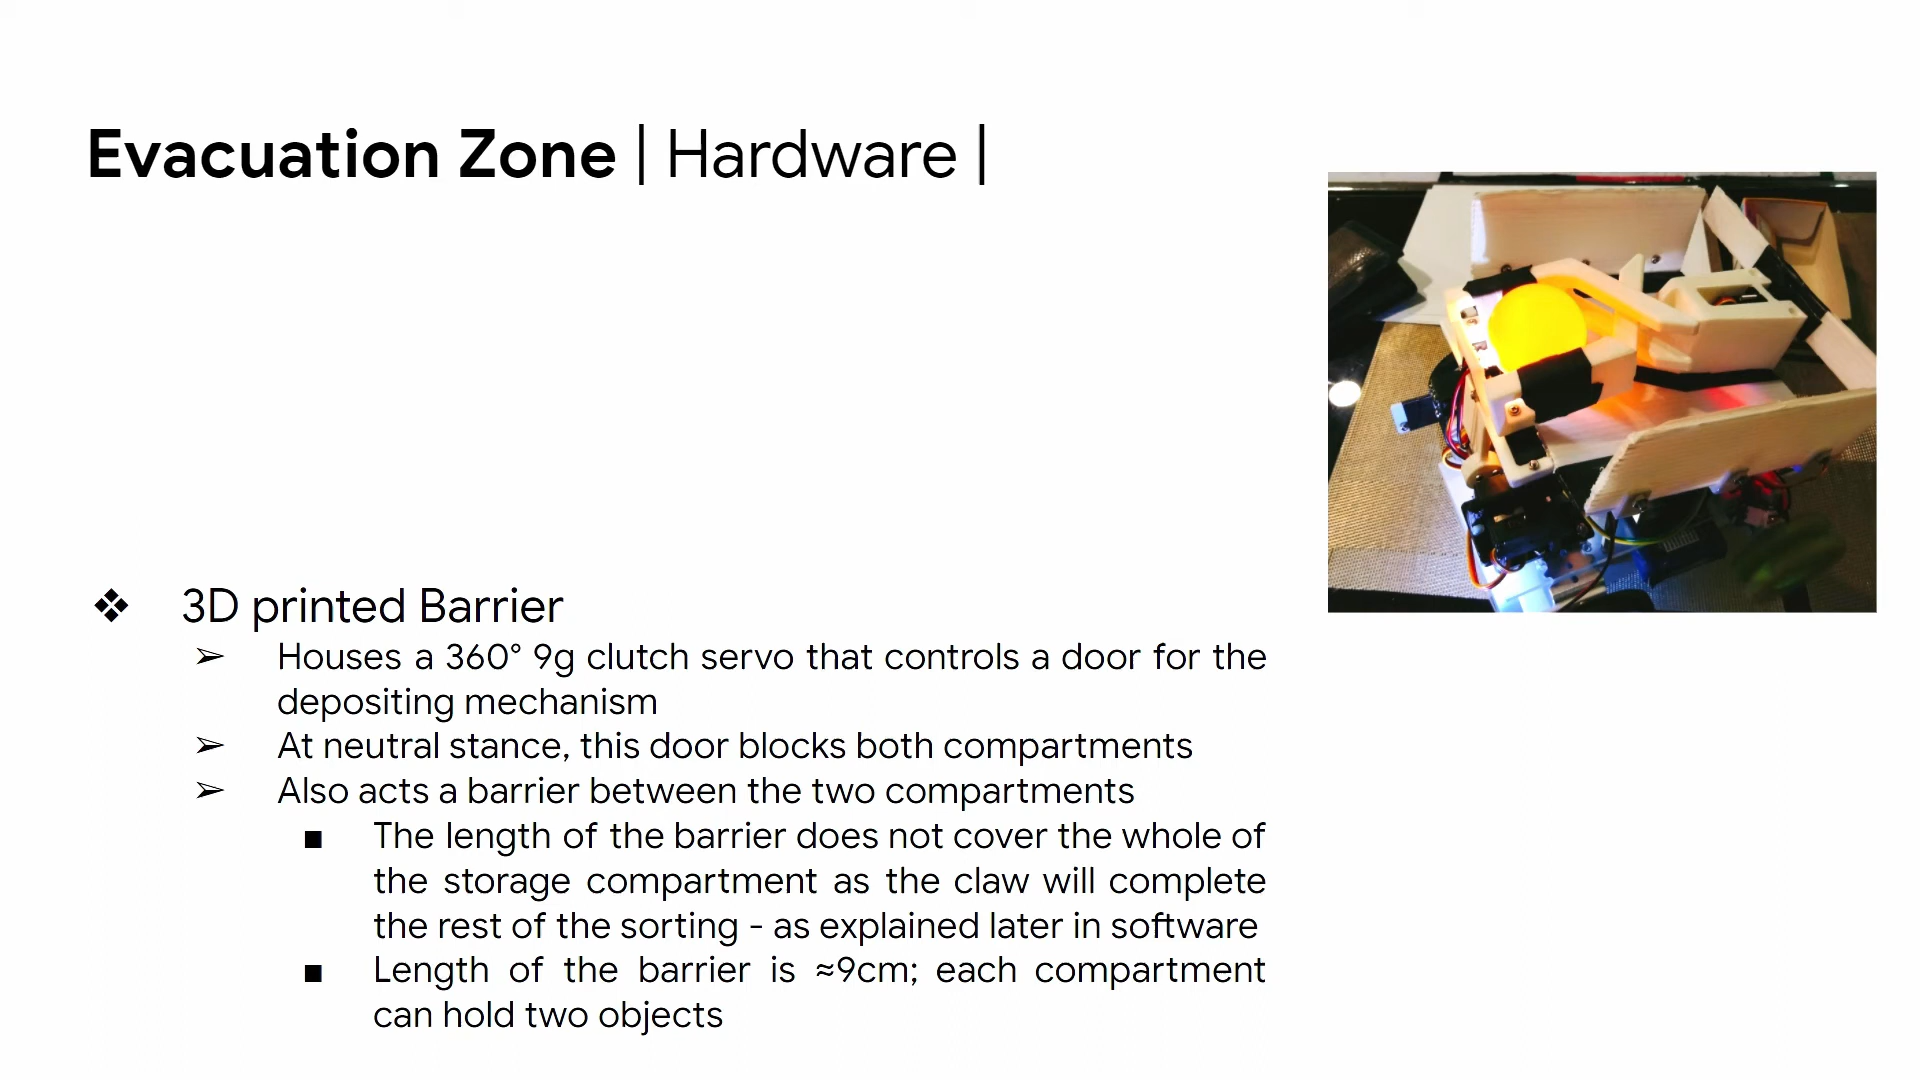 Evacuation Zone | Hardware |
❖ 3D printed Barrier
➢ Houses a 360° 9g clutch servo that controls a door for the
depositing mechanism
➢ At neutral stance, this door blocks both compartments
➢ Also acts a barrier between the two compartments
■ The length of the barrier does not cover the whole of
the storage compartment as the claw will complete
the rest of the sorting - as explained later in software
■ Length of the barrier is ≈9cm; each compartment
can hold two objects